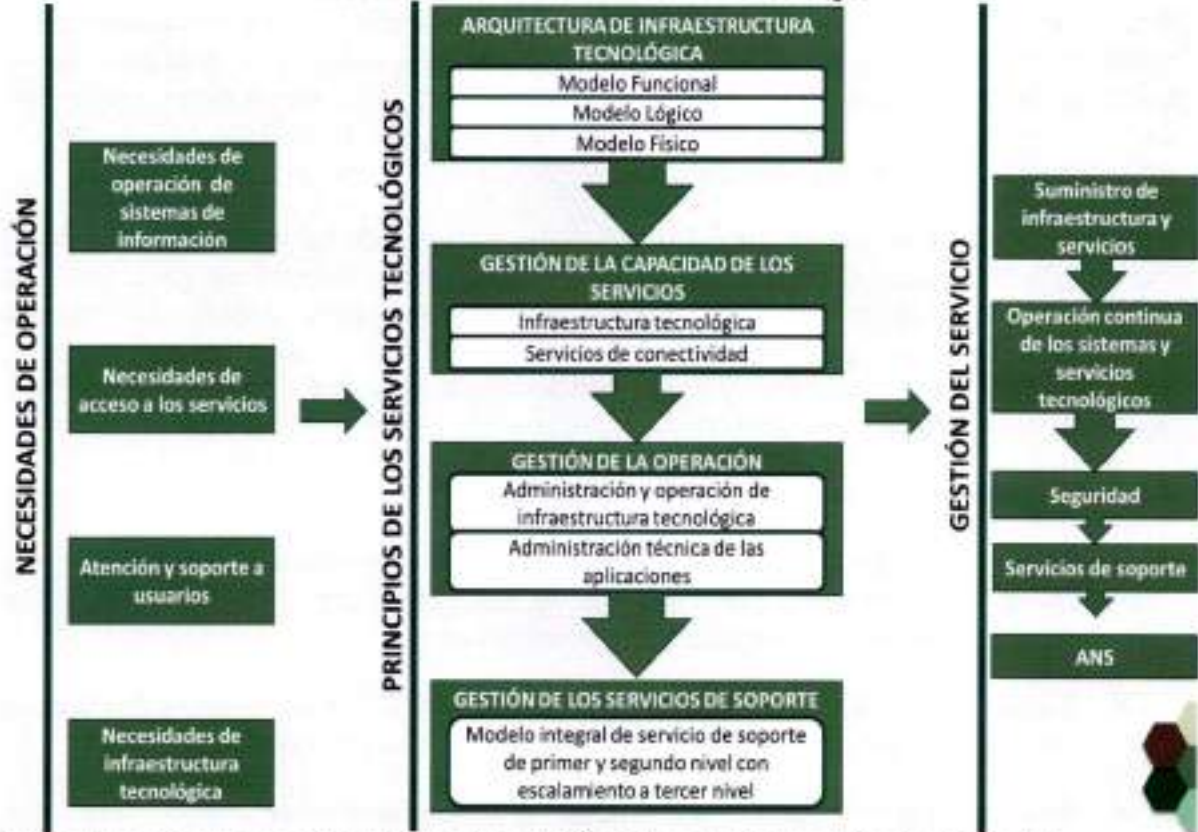 NECESIDADES DE OPERACIÓN
Necesidades de
operación de
sistemas de
información
Necesidades de
acceso a los servicios
Atención y soporte a
usuarios
Necesidades de
infraestructura
tecnológica
PRINCIPIOS DE LOS SERVICIOS TECNOLÓGICOS
ARQUITECTURA DE INFRAESTRUCTURA
TECNOLÓGICA
Modelo Funcional
Modelo Lógico
Modelo Físico
GESTIÓN DE LA CAPACIDAD DE LOS
SERVICIOS
Infraestructura tecnológica
Servicios de conectividad
GESTIÓN DE LA OPERACIÓN
Administración y operación de
infraestructura tecnológica
Administración técnica de las
aplicaciones
GESTIÓN DE LOS SERVICIOS DE SOPORTE
Modelo integral de servicio de soporte
de primer y segundo nivel con
escalamiento a tercer nivel
GESTIÓN DEL SERVICIO
Suministro de
infraestructura y
servicios
Operación continua
de los sistemas y
servicios
tecnológicos
Seguridad
Servicios de soporte
ANS